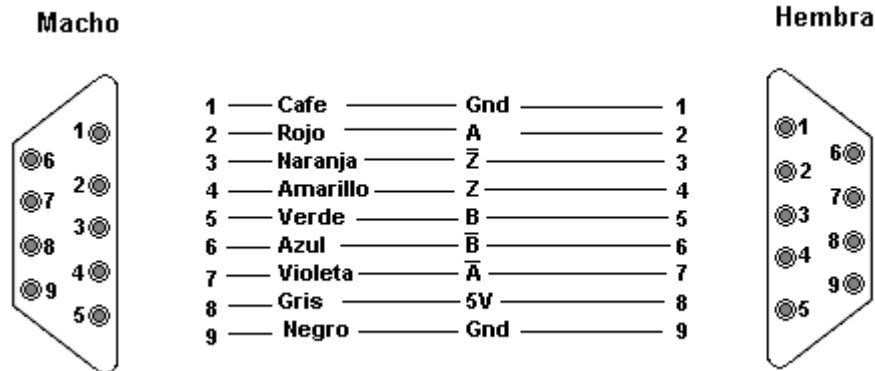 Macho
Hembra
1 Cafe Gnd 1
2 Rojo A 2
3 Naranja Z̅ 3
4 Amarillo Z 4
5 Verde B 5
6 Azul B̅ 6
7 Violeta A̅ 7
8 Gris 5V 8
9 Negro Gnd 9
1
6
2
7
3
8
4
9
5
1
6
2
7
3
8
4
9
5